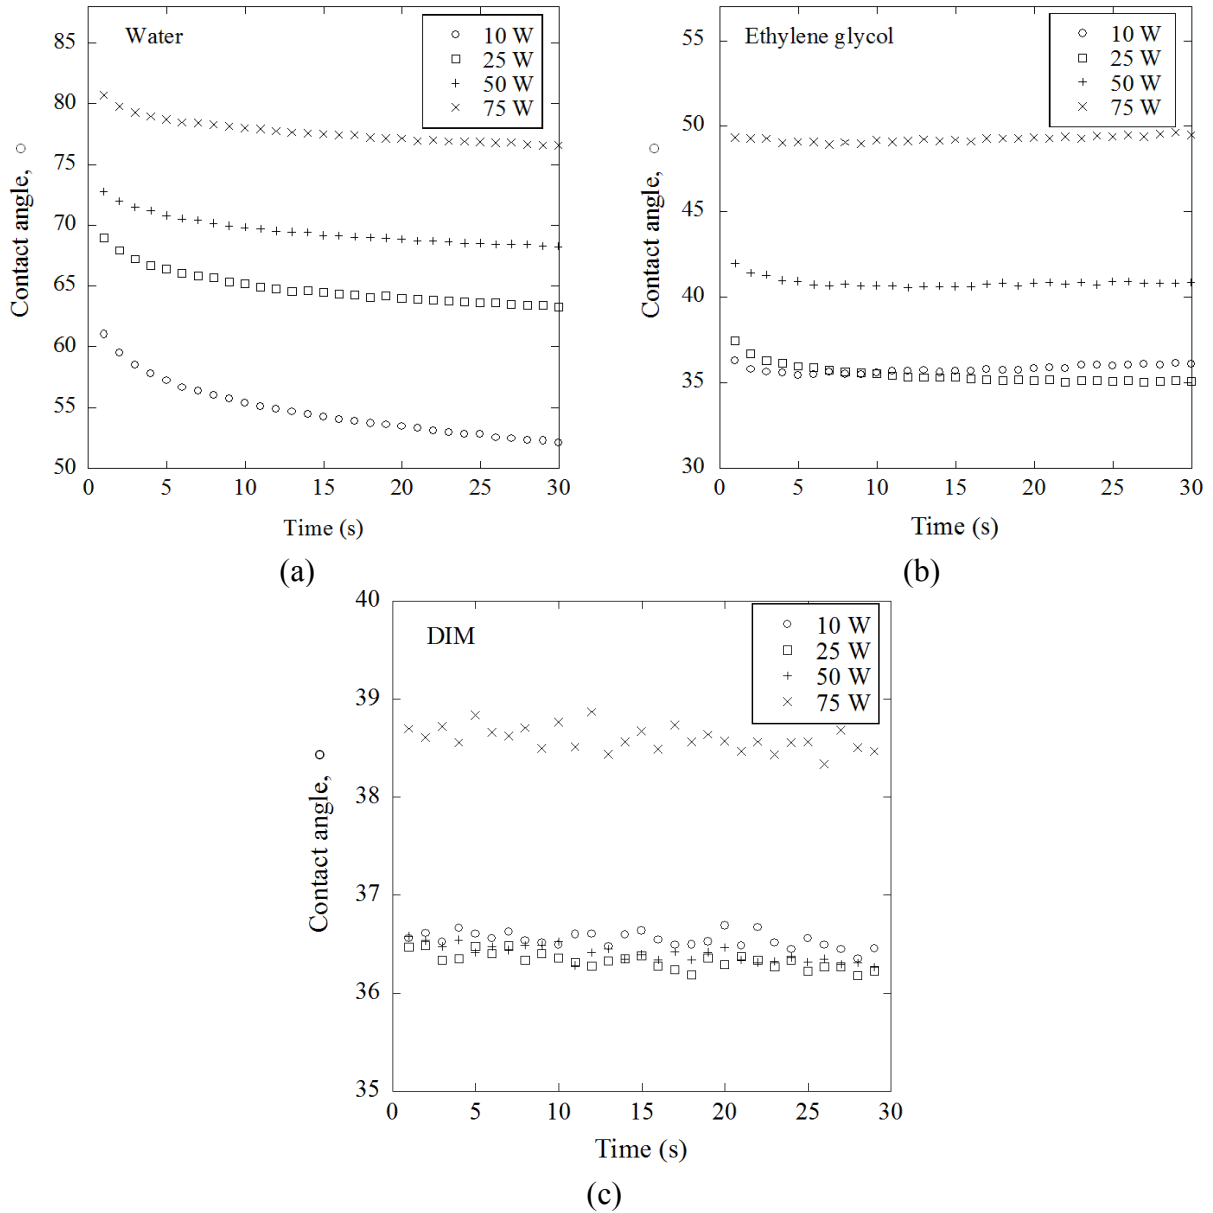 Water
10 W
25 W
50 W
75 W
85
80
75
70
65
60
55
50
Contact angle, °
0 5 10 15 20 25 30
Time (s)
(a)
Ethylene glycol
10 W
25 W
50 W
75 W
55
50
45
40
35
30
Contact angle, °
0 5 10 15 20 25 30
Time (s)
(b)
DIM
10 W
25 W
50 W
75 W
40
39
38
37
36
35
Contact angle, °
0 5 10 15 20 25 30
Time (s)
(c)